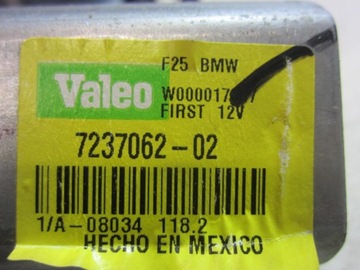 F25 BMW
Valeo
FIRST 12V
7237062-02
1/A-08034 118.2
HECHO EN MEXICO